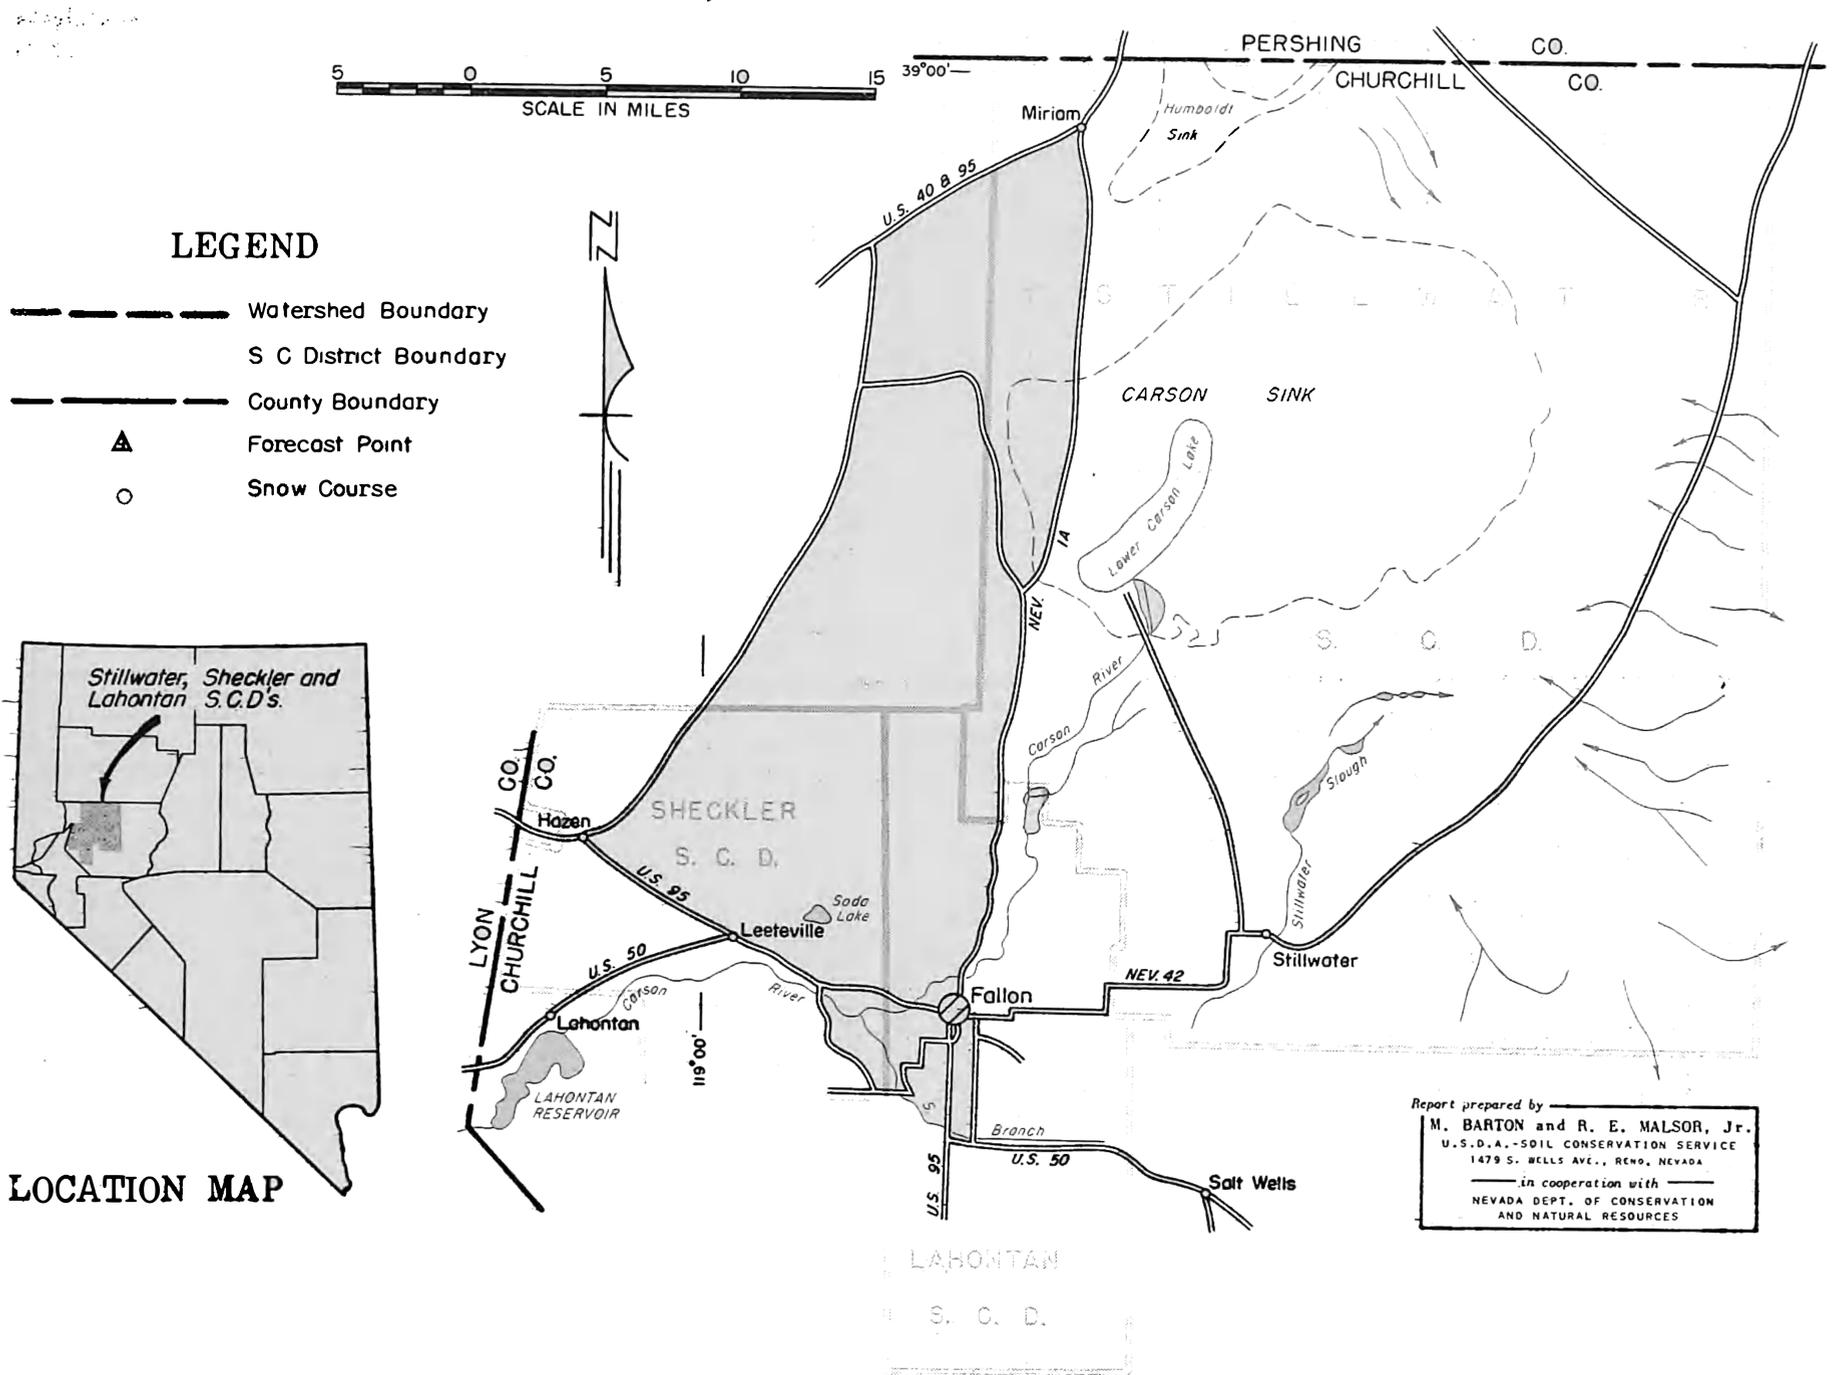 PERSHING CO.
39°00'
CHURCHILL CO.
5 0 5 10 15
SCALE IN MILES
Miriam
Humboldt
Sink
U.S. 40 & 95
N
LEGEND
Watershed Boundary
S C District Boundary
County Boundary
Forecast Point
Snow Course
STILLWATER
CARSON SINK
Lower Carson Lake
NEV. 1A
S. C. D.
Stillwater, Sheckler and
Lahontan S.C.D's.
Carson River
CO.
CO.
Hazen
SHECKLER
S. C. D.
U.S. 95
Soda
Lake
Leeteville
LYON
CHURCHILL
U.S. 50
Carson River
Stillwater Slough
Stillwater
NEV. 42
Fallon
Lahontan
119°00'
LAHONTAN
RESERVOIR
S. Branch
U.S. 50
U.S. 95
Salt Wells
LOCATION MAP
Report prepared by
M. BARTON and R. E. MALSOR, Jr.
U.S.D.A.-SOIL CONSERVATION SERVICE
1479 S. WELLS AVE., RENO, NEVADA
in cooperation with
NEVADA DEPT. OF CONSERVATION
AND NATURAL RESOURCES
LAHONTAN
S. C. D.